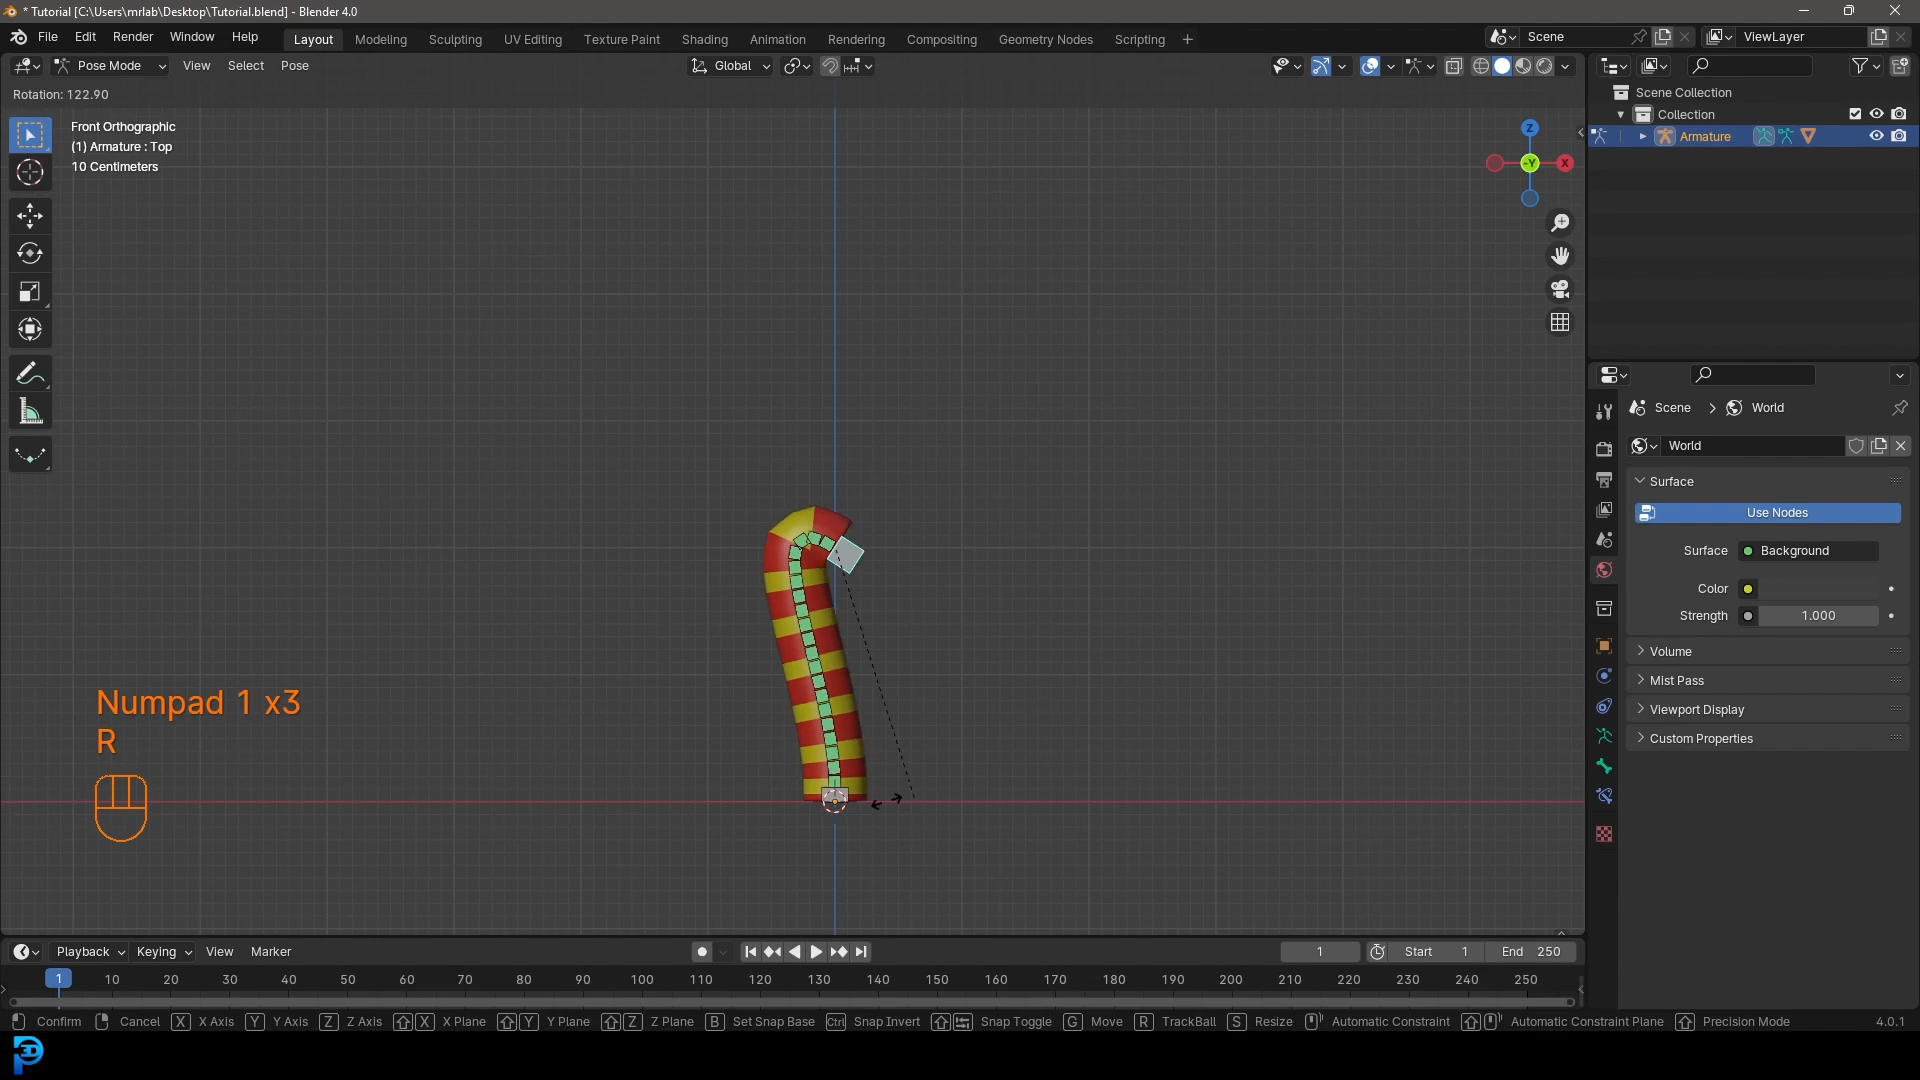 * Tutorial [C:\Users\mrlab\Desktop\Tutorial.blend] - Blender 4.0
File Edit Render Window Help Layout Modeling Sculpting UV Editing Texture Paint Shading Animation Rendering Compositing Geometry Nodes Scripting + Scene ViewLayer
Pose Mode View Select Pose Global
Rotation: 122.90
Front Orthographic
(1) Armature : Top
10 Centimeters
Z
-Y
X
Scene Collection
Collection
Armature
Scene > World
World
Surface
Use Nodes
Surface Background
Color
Strength 1.000
Volume
Mist Pass
Viewport Display
Custom Properties
Numpad 1 x3
R
Playback Keying View Marker 1 Start 1 End 250
1 10 20 30 40 50 60 70 80 90 100 110 120 130 140 150 160 170 180 190 200 210 220 230 240 250
Confirm Cancel X X Axis Y Y Axis Z Z Axis X X Plane Y Y Plane Z Z Plane B Set Snap Base Ctrl Snap Invert Snap Toggle G Move R TrackBall S Resize Automatic Constraint Automatic Constraint Plane Precision Mode 4.0.1
P3D